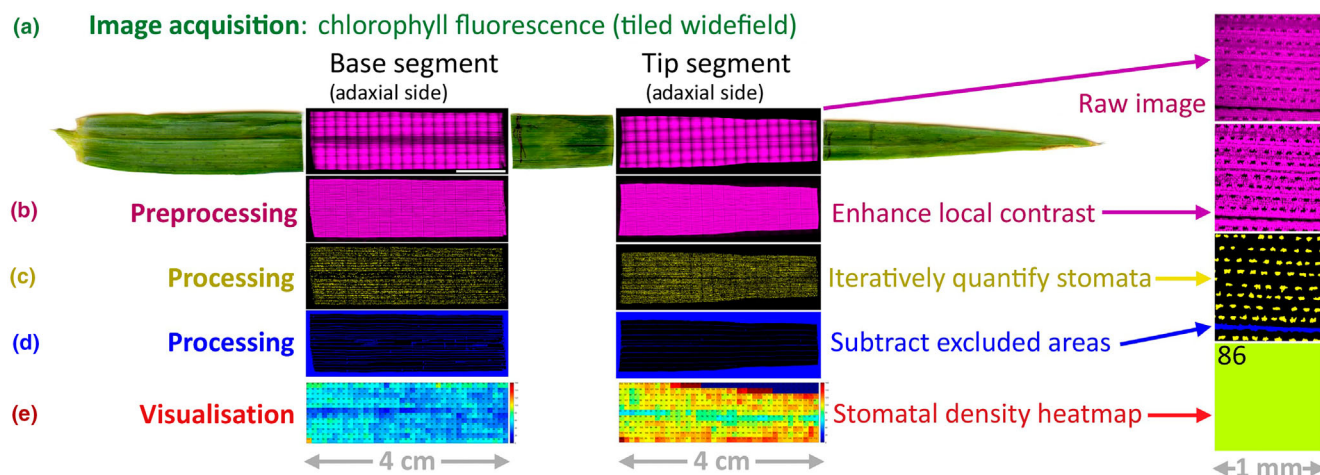 (a) Image acquisition: chlorophyll fluorescence (tiled widefield)
Base segment
(adaxial side)
Tip segment
(adaxial side)
Raw image
(b) Preprocessing
Enhance local contrast
(c) Processing
Iteratively quantify stomata
(d) Processing
Subtract excluded areas
86
(e) Visualisation
Stomatal density heatmap
4 cm
4 cm
1 mm